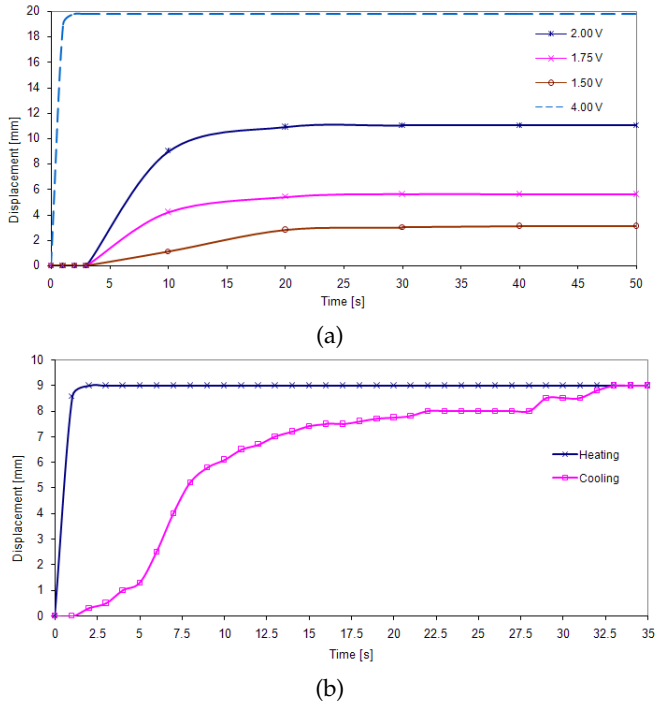 20
18
16
14
12
10
8
6
4
2
0
Displacement [mm]
2.00 V
1.75 V
1.50 V
4.00 V
0 5 10 15 20 25 30 35 40 45 50
Time [s]
(a)
10
9
8
7
6
5
4
3
2
1
0
Displacement [mm]
Heating
Cooling
0 2.5 5 7.5 10 12.5 15 17.5 20 22.5 25 27.5 30 32.5 35
Time [s]
(b)